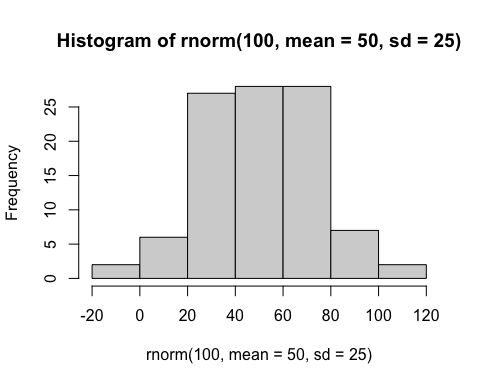 Histogram of rnorm(100, mean = 50, sd = 25)
Frequency
25
20
15
10
5
0
-20 0 20 40 60 80 100 120
rnorm(100, mean = 50, sd = 25)